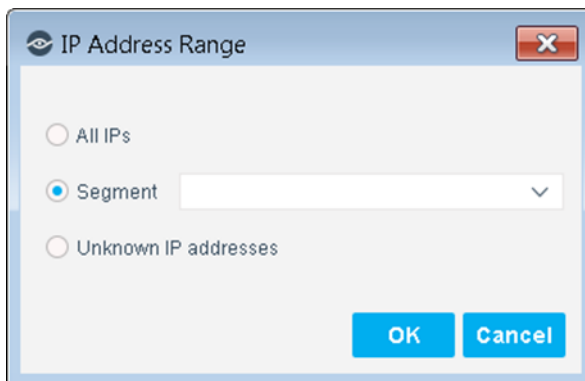 IP Address Range
All IPs
Segment
Unknown IP addresses
OK Cancel